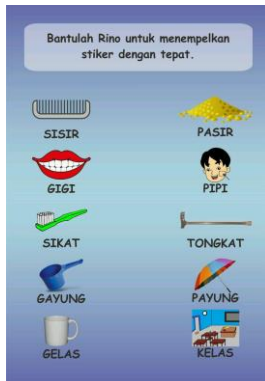 Bantulah Rino untuk menempelkan
stiker dengan tepat.
SISIR
PASIR
GIGI
PIPI
SIKAT
TONGKAT
GAYUNG
PAYUNG
GELAS
KELAS